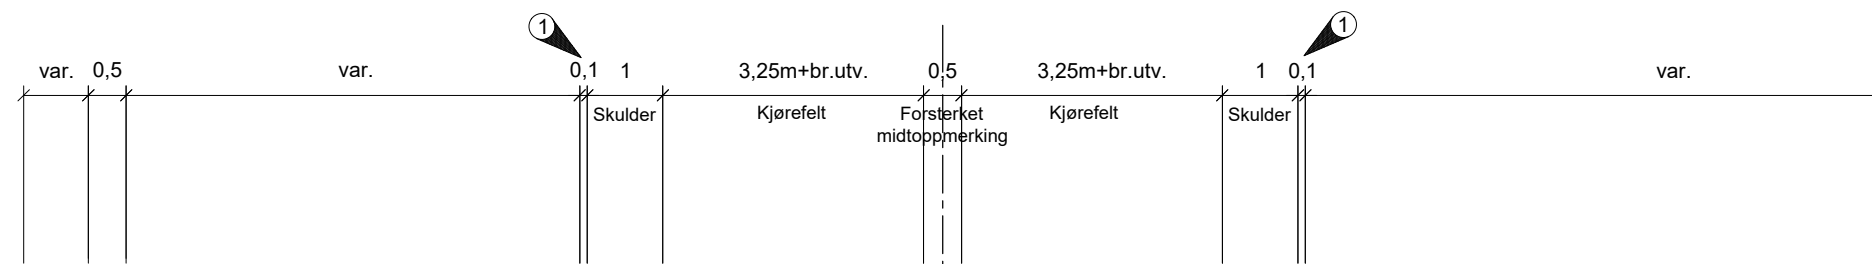 1 1
var. 0,5 var. 0,1 1 3,25m+br.utv. 0,5 3,25m+br.utv. 1 0,1 var.
Skulder Kjørefelt Forsterket Kjørefelt Skulder
midtoppmerking